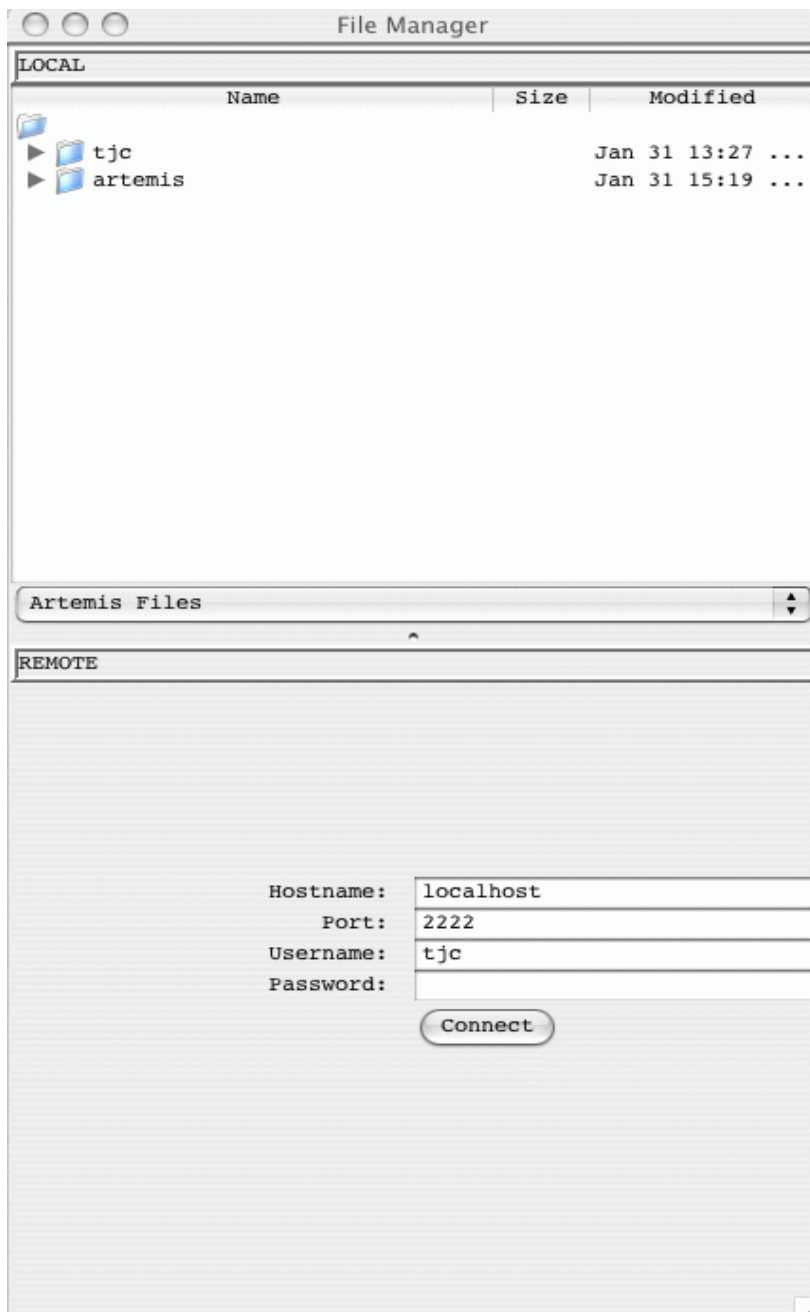 File Manager
LOCAL
Name Size Modified
tjc Jan 31 13:27 ...
artemis Jan 31 15:19 ...
Artemis Files
REMOTE
Hostname: localhost
Port: 2222
Username: tjc
Password:
Connect